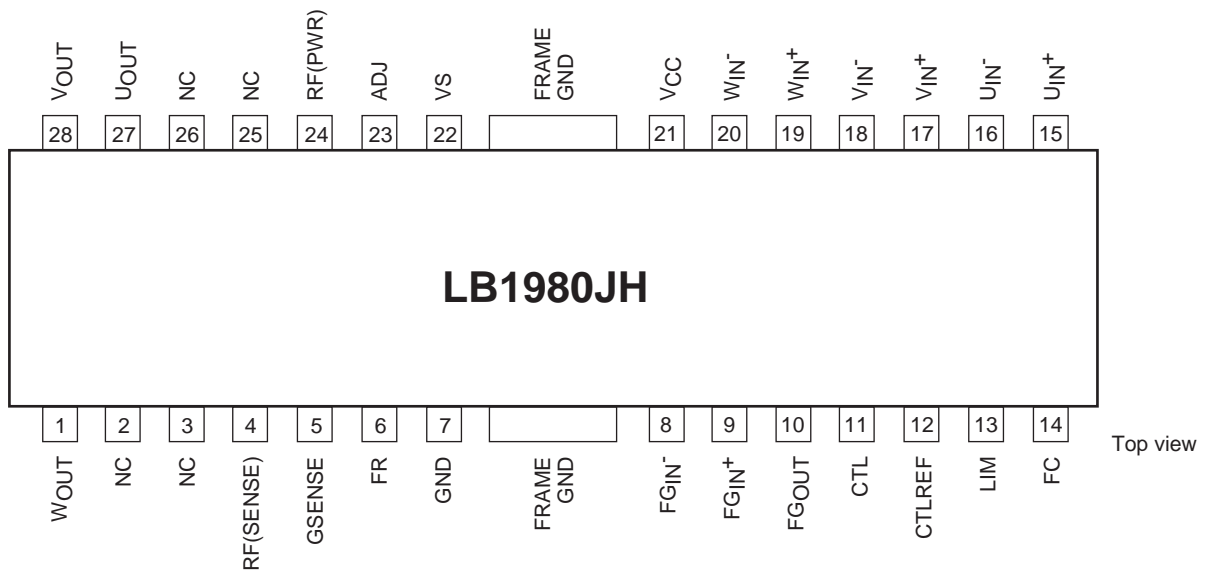 VOUT
UOUT
NC
NC
RF(PWR)
ADJ
VS
FRAME
GND
VCC
WIN-
WIN+
VIN-
VIN+
UIN-
UIN+
28
27
26
25
24
23
22
21
20
19
18
17
16
15
LB1980JH
1
2
3
4
5
6
7
8
9
10
11
12
13
14
Top view
WOUT
NC
NC
RF(SENSE)
GSENSE
FR
GND
FRAME
GND
FGIN-
FGIN+
FGOUT
CTL
CTLREF
LIM
FC